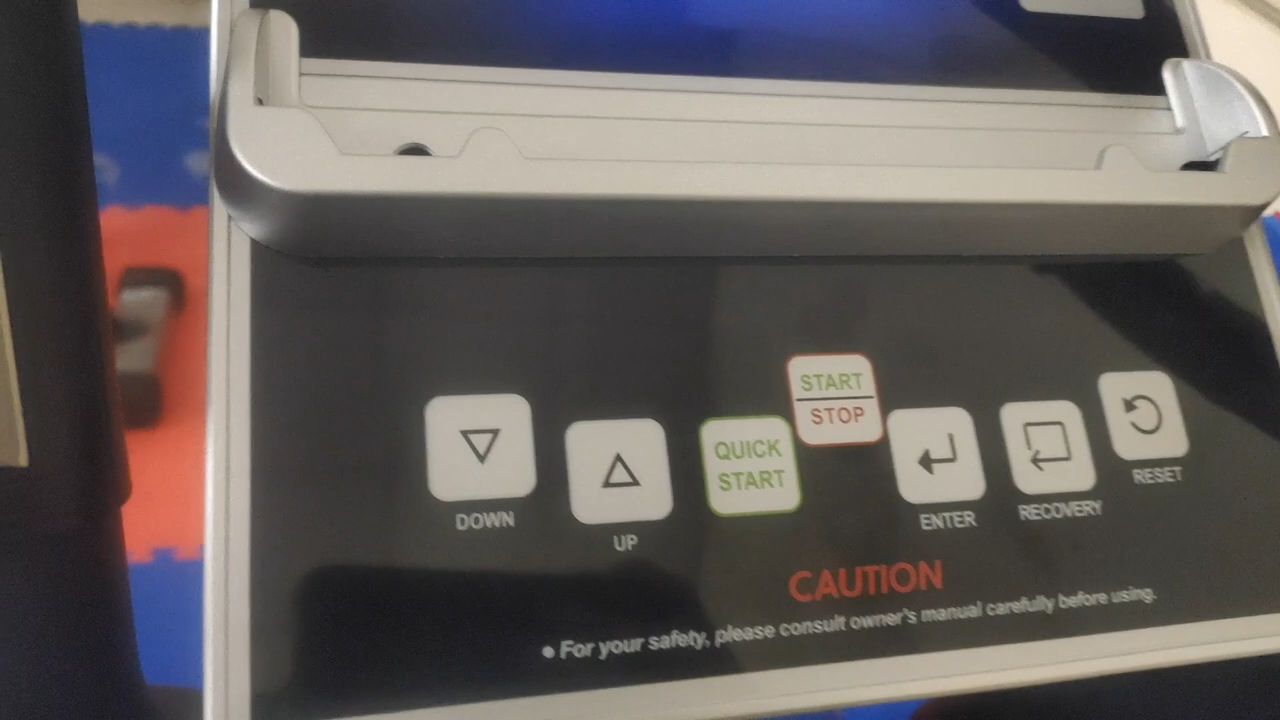 START
STOP
QUICK
START
DOWN
UP
ENTER
RECOVERY
RESET
CAUTION
• For your safety, please consult owner's manual carefully before using.